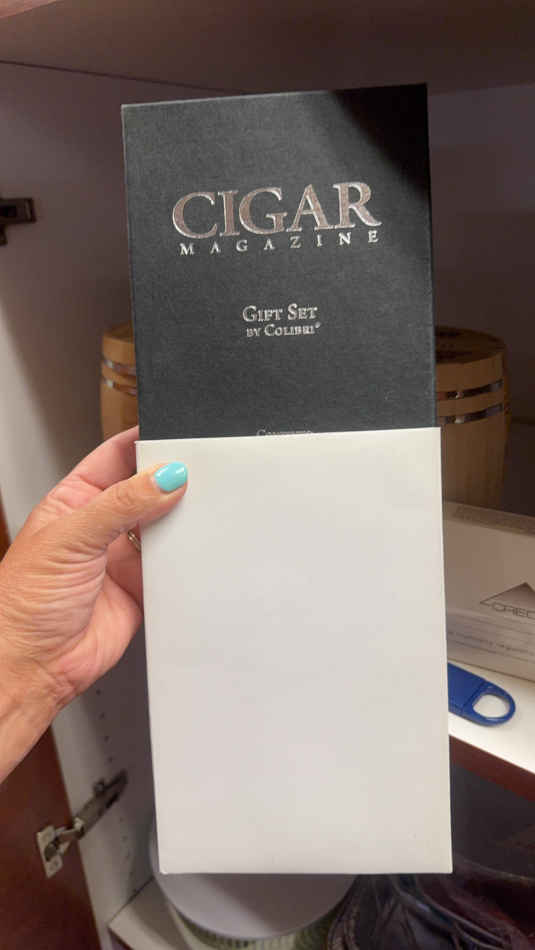 CIGAR
MAGAZINE
GIFT SET
BY COLIBRI®